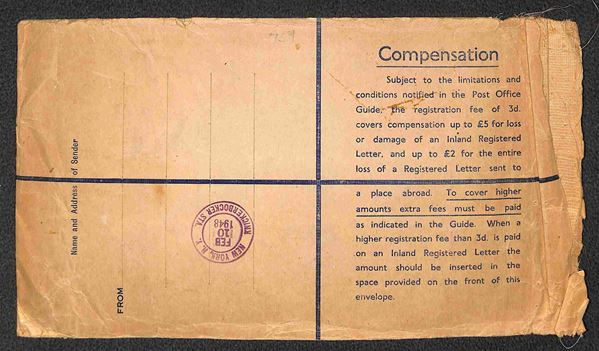 Compensation
Subject to the limitations and
conditions notified in the Post Office
Guide, the registration fee of 3d.
covers compensation up to £5 for loss
or damage of an Inland Registered
Letter, and up to £2 for the entire
loss of a Registered Letter sent to
a place abroad. To cover higher
amounts extra fees must be paid
as indicated in the Guide. When a
higher registration fee than 3d. is paid
on an Inland Registered Letter the
amount should be inserted in the
space provided on the front of this
envelope.
Name and Address of Sender
FROM
NEW YORK, N. Y.
FEB
10
1948
KNICKERBOCKER STA.